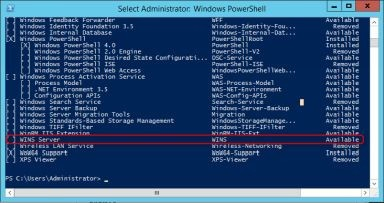 Select Administrator: Windows PowerShell
[ ] Windows Feedback Forwarder WFF Available
[ ] Windows Identity Foundation 3.5 Windows-Identity-Fou... Removed
[ ] Windows Internal Database Windows-Internal-Dat... Available
[X] PowerShell PowerShellRoot Installed
[X] Windows PowerShell 4.0 PowerShell Installed
[ ] Windows PowerShell 2.0 Engine PowerShell-V2 Removed
[ ] Windows PowerShell Desired State Configurati... DSC-Service Available
[ ] Windows PowerShell ISE PowerShell-ISE Removed
[ ] Windows PowerShell Web Access WindowsPowerShellWeb... Removed
[ ] Windows Process Activation Service WAS Available
[ ] Process Model WAS-Process-Model Available
[ ] .NET Environment 3.5 WAS-NET-Environment Available
[ ] Configuration APIs WAS-Config-APIs Available
[ ] Windows Search Service Search-Service Removed
[ ] Windows Server Backup Windows-Server-Backup Available
[ ] Windows Server Migration Tools Migration Available
[ ] Windows Standards-Based Storage Management WindowsStorageManage... Available
[ ] Windows TIFF IFilter Windows-TIFF-IFilter Removed
[ ] WinRM IIS Extension WinRM-IIS-Ext Available
[ ] WINS Server WINS Available
[ ] Wireless LAN Service Wireless-Networking Removed
[X] WoW64 Support WoW64-Support Installed
[ ] XPS Viewer XPS-Viewer Removed
PS C:\Users\Administrator> _